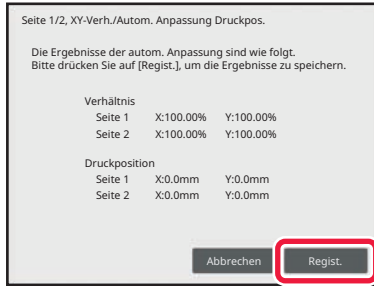 Seite 1/2, XY-Verh./Autom. Anpassung Druckpos.
Die Ergebnisse der autom. Anpassung sind wie folgt.
Bitte drücken Sie auf [Regist.], um die Ergebnisse zu speichern.
Verhältnis
Seite 1 X:100.00% Y:100.00%
Seite 2 X:100.00% Y:100.00%
Druckposition
Seite 1 X:0.0mm Y:0.0mm
Seite 2 X:0.0mm Y:0.0mm
Abbrechen Regist.